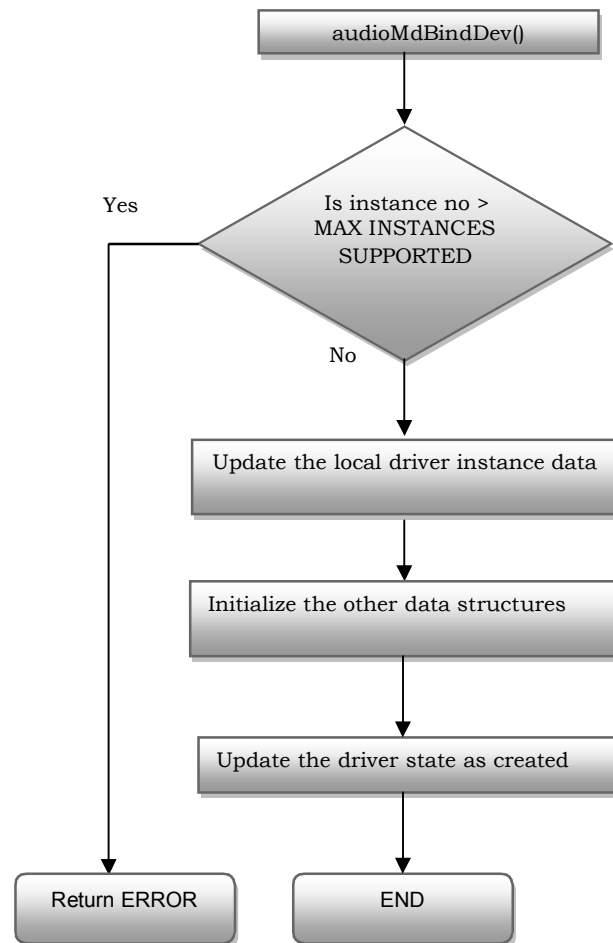 audioMdBindDev()
Is instance no >
MAX INSTANCES
SUPPORTED
Yes
No
Update the local driver instance data
Initialize the other data structures
Update the driver state as created
Return ERROR
END